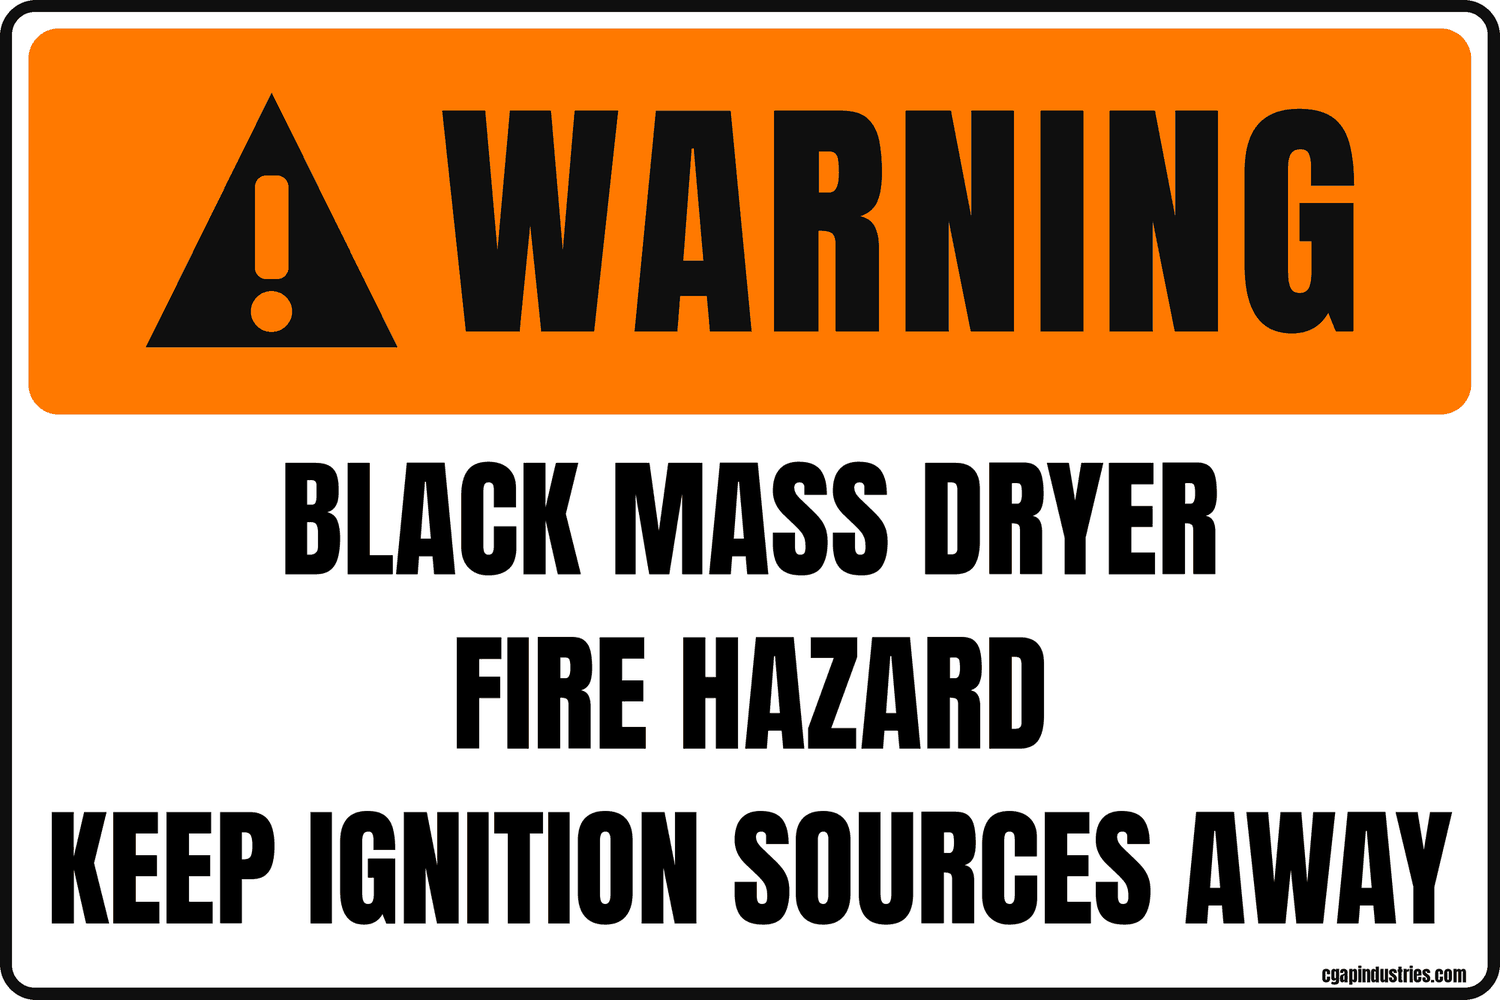 WARNING
BLACK MASS DRYER
FIRE HAZARD
KEEP IGNITION SOURCES AWAY
cgapindustries.com